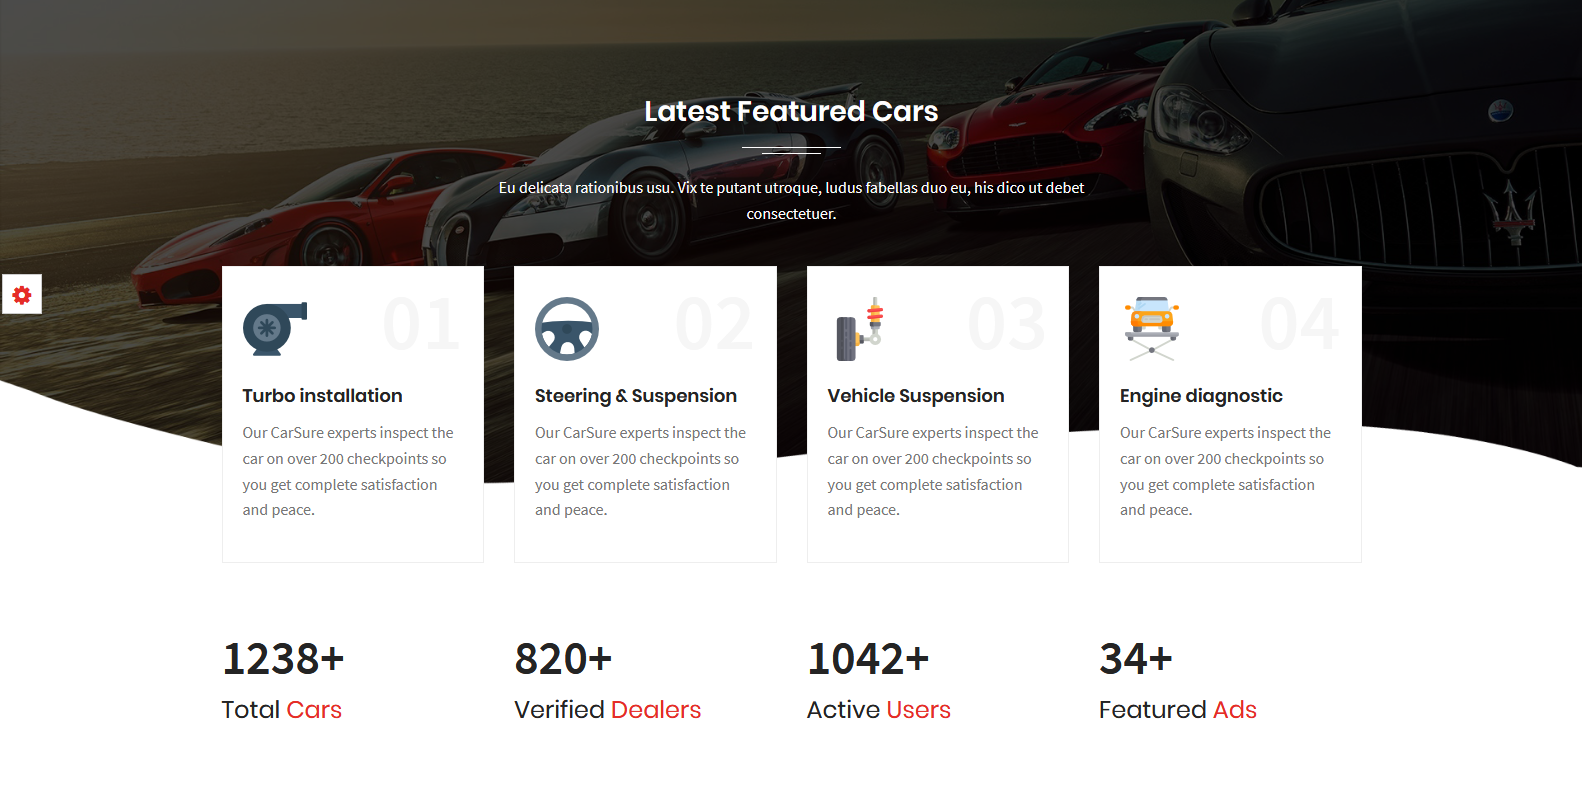 Latest Featured Cars
Eu delicata rationibus usu. Vix te putant utroque, ludus fabellas duo eu, his dico ut debet
consectetuer.
01
Turbo installation
Our CarSure experts inspect the
car on over 200 checkpoints so
you get complete satisfaction
and peace.
02
Steering & Suspension
Our CarSure experts inspect the
car on over 200 checkpoints so
you get complete satisfaction
and peace.
03
Vehicle Suspension
Our CarSure experts inspect the
car on over 200 checkpoints so
you get complete satisfaction
and peace.
04
Engine diagnostic
Our CarSure experts inspect the
car on over 200 checkpoints so
you get complete satisfaction
and peace.
1238+
Total Cars
820+
Verified Dealers
1042+
Active Users
34+
Featured Ads